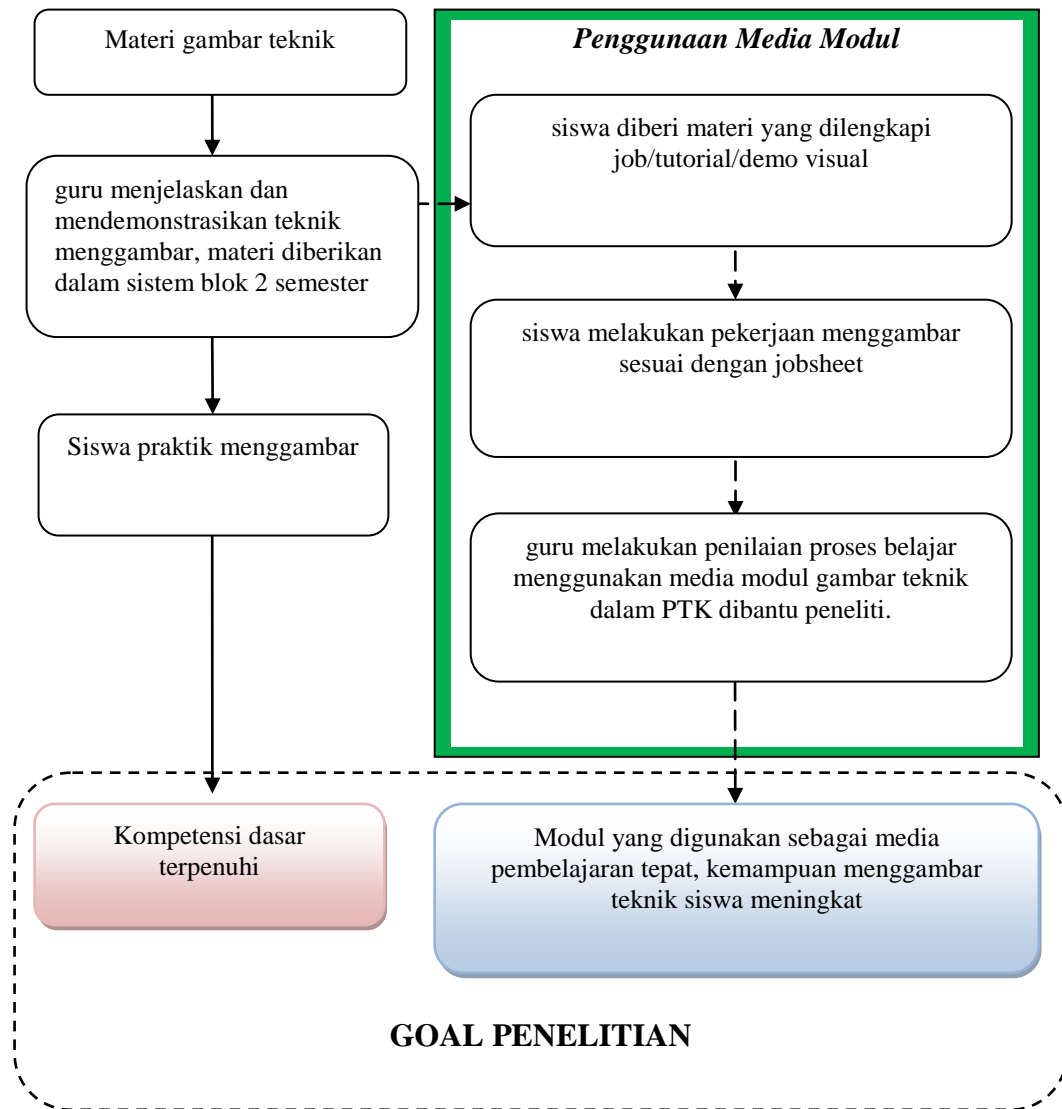 Materi gambar teknik
guru menjelaskan dan
mendemonstrasikan teknik
menggambar, materi diberikan
dalam sistem blok 2 semester
Siswa praktik menggambar
Penggunaan Media Modul
siswa diberi materi yang dilengkapi
job/tutorial/demo visual
siswa melakukan pekerjaan menggambar
sesuai dengan jobsheet
guru melakukan penilaian proses belajar
menggunakan media modul gambar teknik
dalam PTK dibantu peneliti.
Kompetensi dasar
terpenuhi
Modul yang digunakan sebagai media
pembelajaran tepat, kemampuan menggambar
teknik siswa meningkat
GOAL PENELITIAN